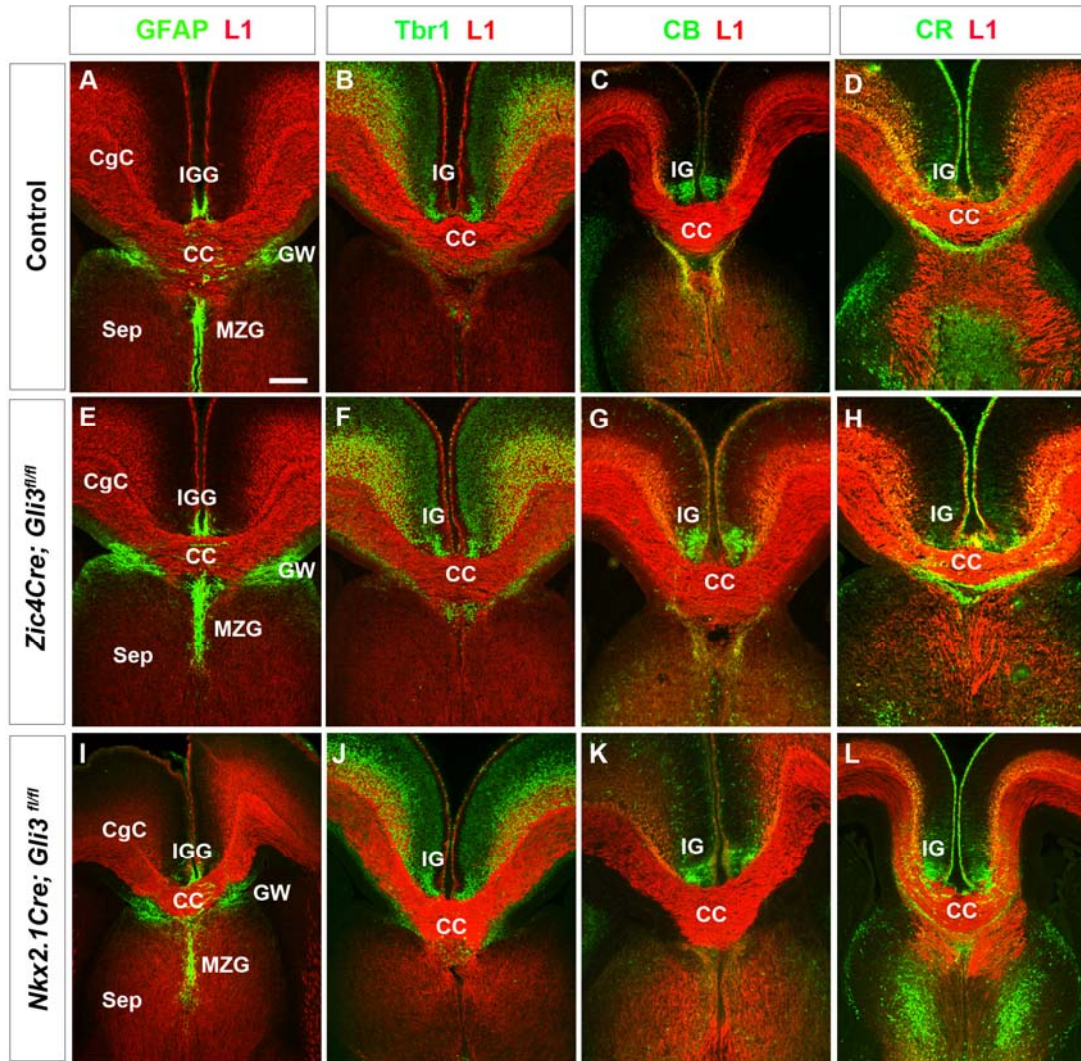 GFAP L1
Tbr1 L1
CB L1
CR L1
Control
A
CgC
IGG
CC
GW
Sep
MZG
B
IG
CC
C
IG
CC
D
IG
CC
Zic4Cre; Gli3fl/fl
E
CgC
IGG
CC
GW
MZG
Sep
F
IG
CC
G
IG
CC
H
IG
CC
Nkx2.1Cre; Gli3 fl/fl
I
CgC
IGG
CC
GW
MZG
Sep
J
IG
CC
K
IG
CC
L
IG
CC